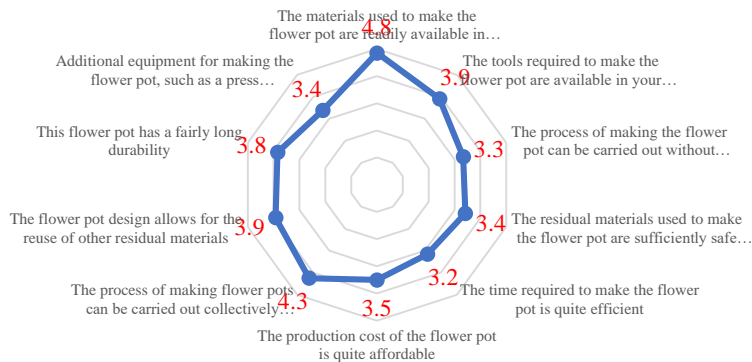 The materials used to make the
flower pot are readily available in…
4.8
The tools required to make the
flower pot are available in your…
3.9
The process of making the flower
pot can be carried out without…
3.3
The residual materials used to make
the flower pot are sufficiently safe…
3.4
The time required to make the flower
pot is quite efficient
3.2
The production cost of the flower pot
is quite affordable
3.5
The process of making flower pots
can be carried out collectively…
4.3
The flower pot design allows for the
reuse of other residual materials
3.9
This flower pot has a fairly long
durability
3.8
Additional equipment for making the
flower pot, such as a press…
3.4